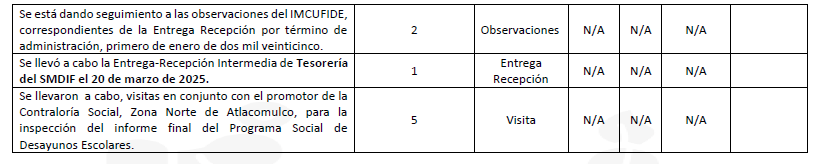 Se está dando seguimiento a las observaciones del IMCUFIDE,
correspondientes de la Entrega Recepción por término de
administración, primero de enero de dos mil veinticinco.
2
Observaciones
N/A
N/A
N/A
Se llevó a cabo la Entrega-Recepción Intermedia de Tesorería
del SMDIF el 20 de marzo de 2025.
1
Entrega
Recepción
N/A
N/A
N/A
Se llevaron a cabo, visitas en conjunto con el promotor de la
Contraloría Social, Zona Norte de Atlacomulco, para la
inspección del informe final del Programa Social de
Desayunos Escolares.
5
Visita
N/A
N/A
N/A